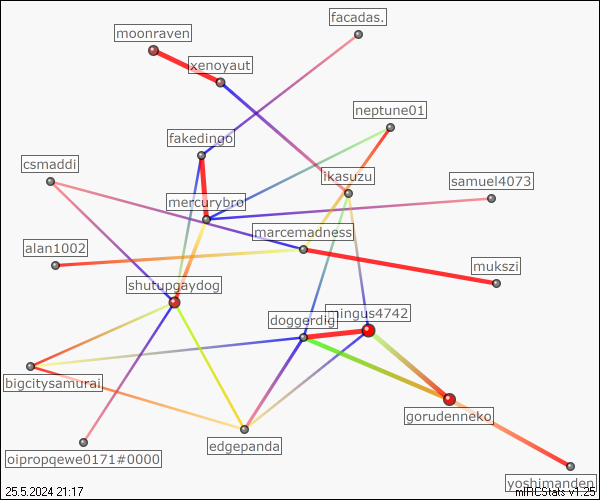 facadas.
moonraven
xenoyaut
neptune01
fakedingo
csmaddi
ikasuzu
samuel4073
mercurybro
marcemadness
alan1002
mukszi
shutupgaydog
doggerdig
mingus4742
bigcitysamurai
gorudenneko
edgepanda
oipropqewe0171#0000
yoshimanden
25.5.2024 21:17
mIRCStats v1.25